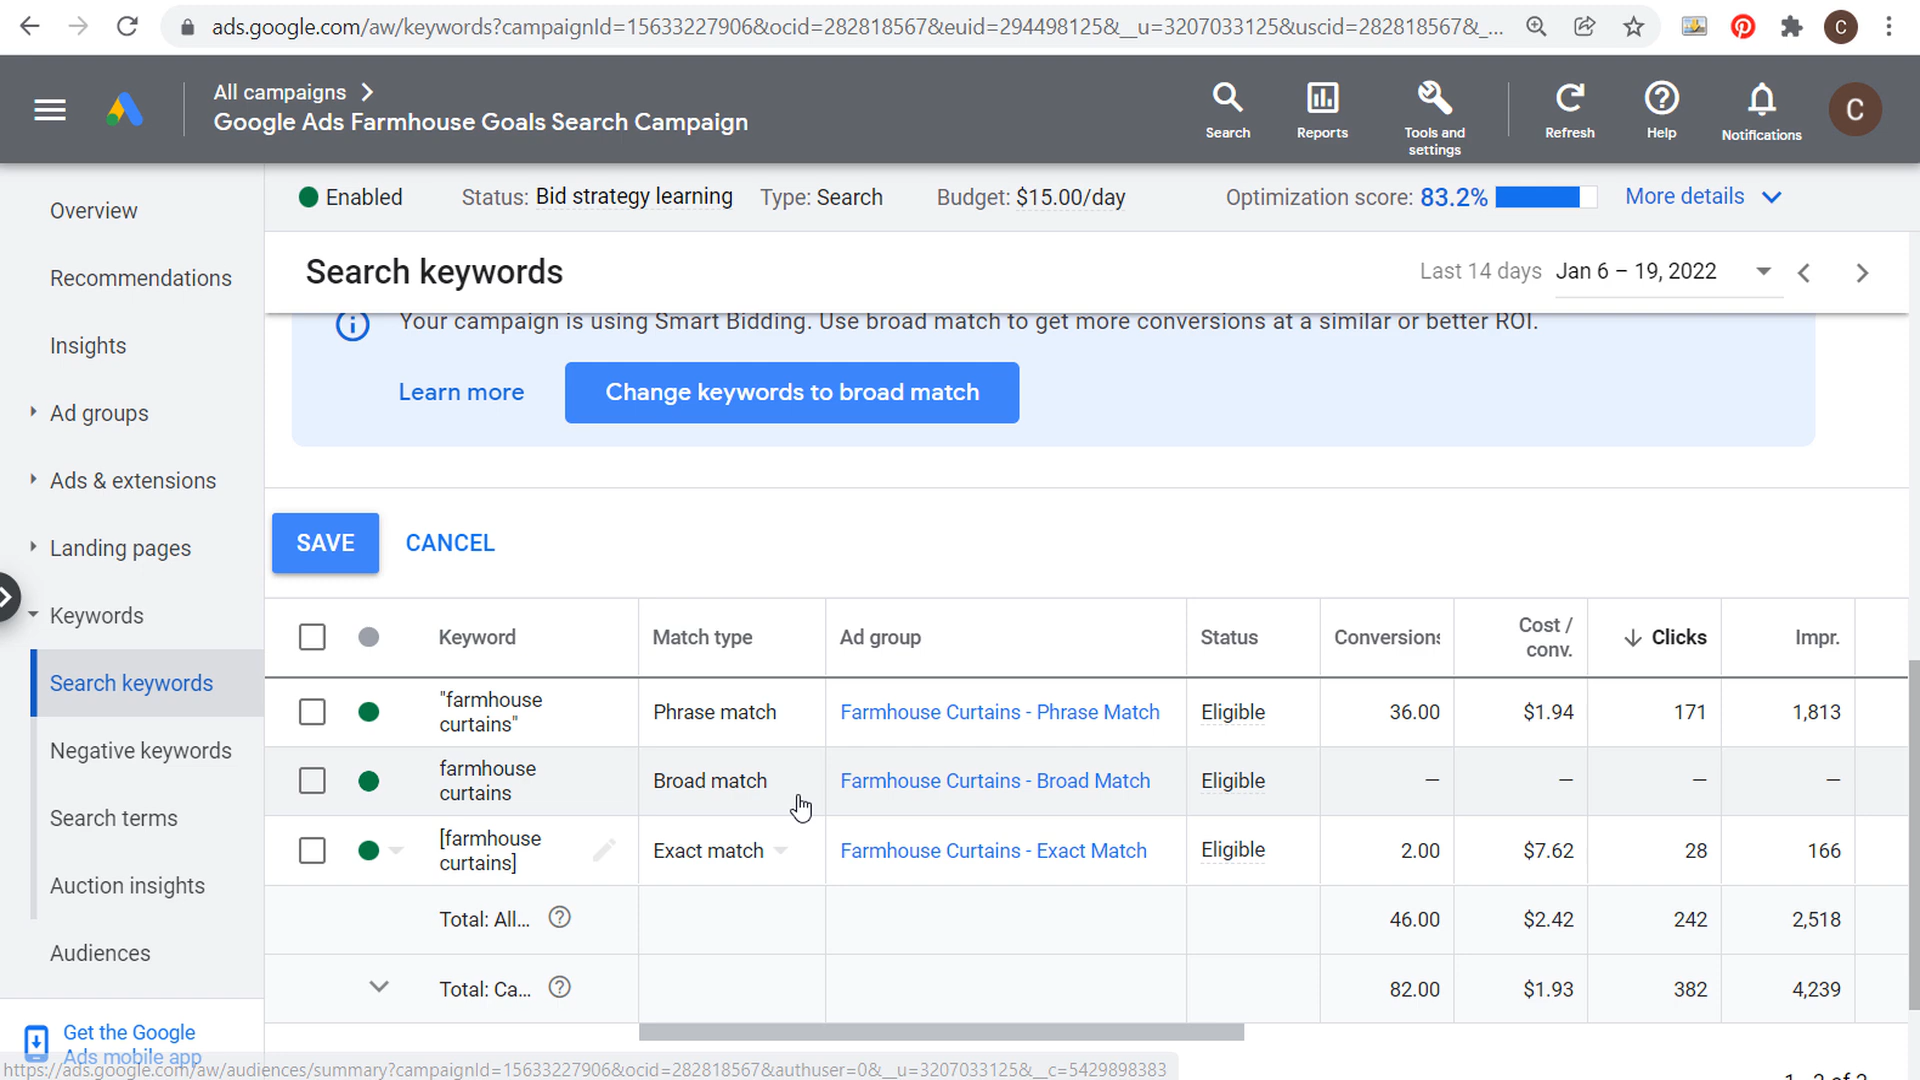 ads.google.com/aw/keywords?campaignId=15633227906&ocid=282818567&euid=294498125&__u=3207033125&uscid=282818567&_...
C
All campaigns
Google Ads Farmhouse Goals Search Campaign
Search
Reports
Tools and
settings
Refresh
Help
Notifications
C
Enabled
Status: Bid strategy learning
Type: Search
Budget: $15.00/day
Optimization score: 83.2%
More details
Overview
Recommendations
Insights
Ad groups
Ads & extensions
Landing pages
Keywords
Search keywords
Negative keywords
Search terms
Auction insights
Audiences
Get the Google
Ads mobile app
Search keywords
Last 14 days Jan 6 – 19, 2022
Your campaign is using Smart Bidding. Use broad match to get more conversions at a similar or better ROI.
Learn more
Change keywords to broad match
SAVE
CANCEL
Keyword Match type Ad group Status Conversions Cost / conv. Clicks Impr.
"farmhouse curtains" Phrase match Farmhouse Curtains - Phrase Match Eligible 36.00 $1.94 171 1,813
farmhouse curtains Broad match Farmhouse Curtains - Broad Match Eligible — — — —
[farmhouse curtains] Exact match Farmhouse Curtains - Exact Match Eligible 2.00 $7.62 28 166
Total: All... 46.00 $2.42 242 2,518
Total: Ca... 82.00 $1.93 382 4,239
https://ads.google.com/aw/audiences/summary?campaignId=15633227906&ocid=282818567&authuser=0&__u=3207033125&__c=5429898383